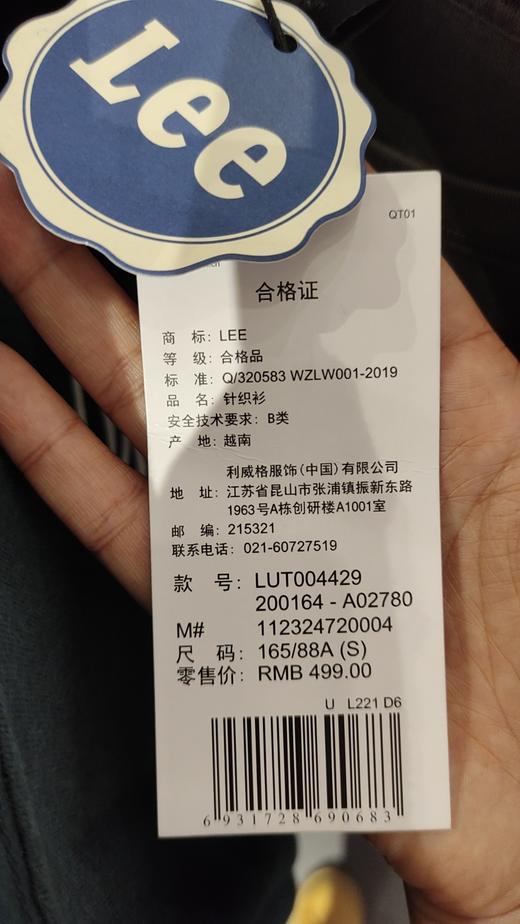 Lee
QT01
合格证
商 标: LEE
等 级: 合格品
标 准: Q/320583 WZLW001-2019
品 名: 针织衫
安全技术要求: B类
产 地: 越南
利威格服饰(中国)有限公司
地 址: 江苏省昆山市张浦镇振新东路
1963号A栋创研楼A1001室
邮 编: 215321
联系电话: 021-60727519
款 号: LUT004429
200164 - A02780
M# 112324720004
尺 码: 165/88A (S)
零售价: RMB 499.00
U L221 D6
6 931728 690683